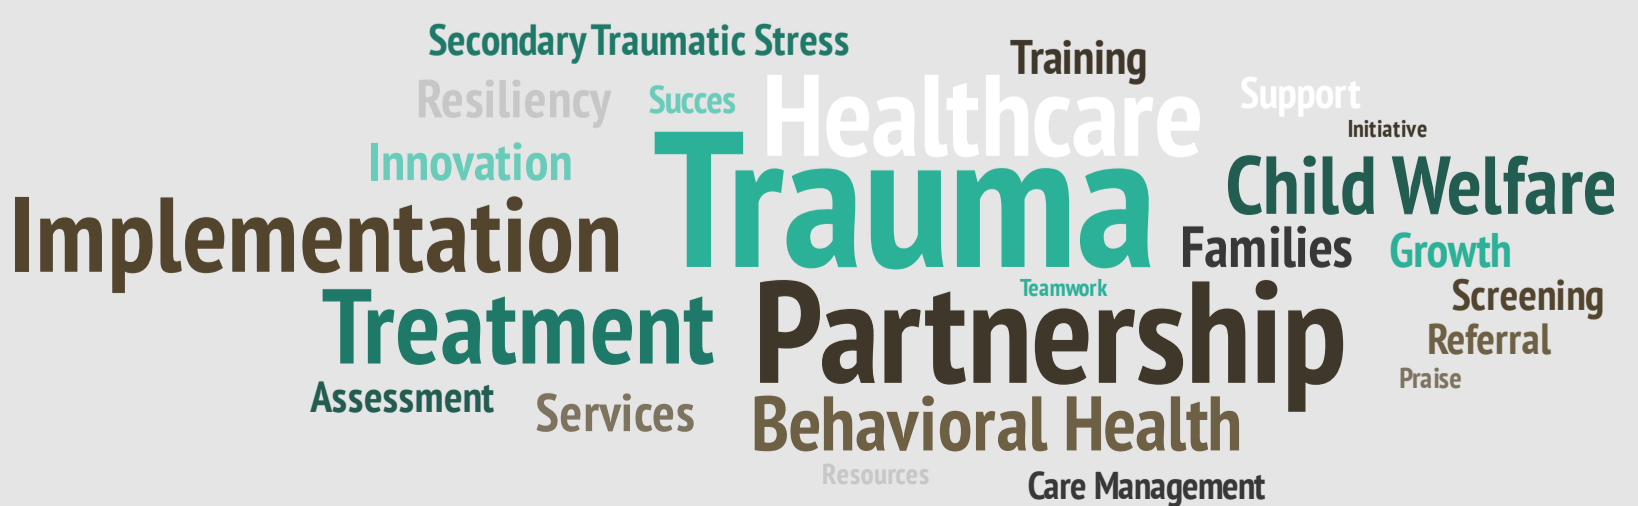 Secondary Traumatic Stress
Training
Resiliency
Succes
Healthcare
Support
Initiative
Innovation
Trauma
Child Welfare
Implementation
Families
Growth
Teamwork
Treatment
Partnership
Screening
Referral
Praise
Assessment
Services
Behavioral Health
Resources
Care Management